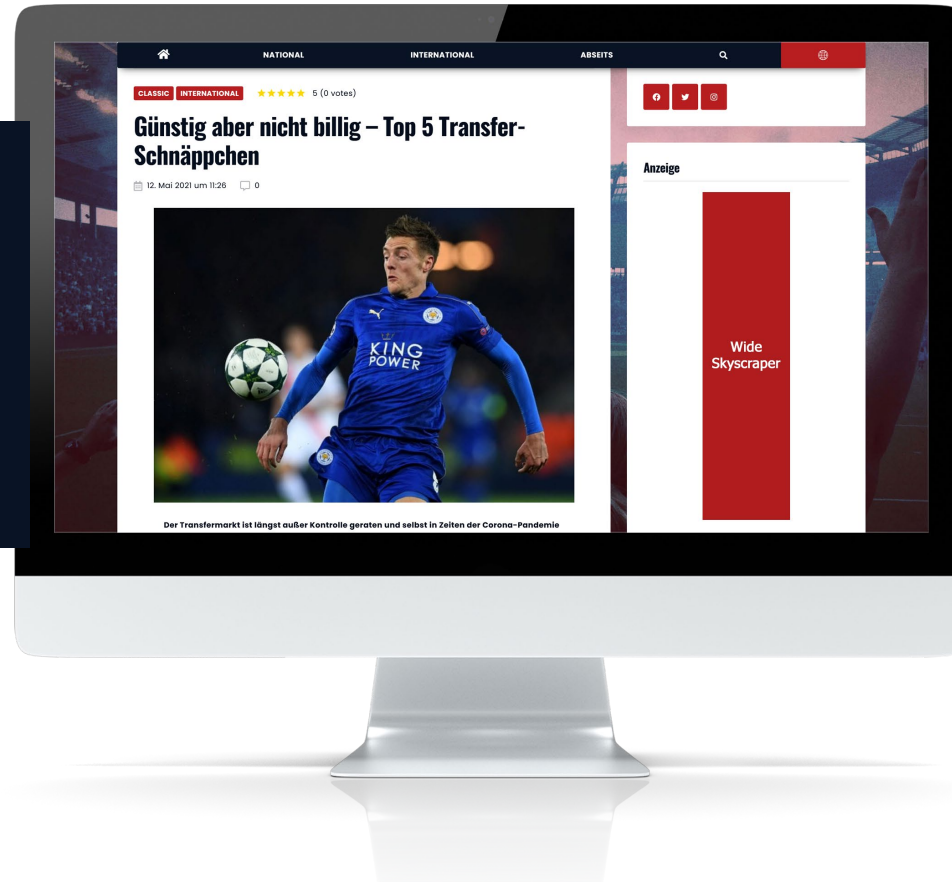 NATIONAL
INTERNATIONAL
ABSEITS
CLASSIC INTERNATIONAL 5 (0 votes)
Günstig aber nicht billig – Top 5 Transfer-
Schnäppchen
12. Mai 2021 um 11:26 0
KING
POWER
Der Transfermarkt ist längst außer Kontrolle geraten und selbst in Zeiten der Corona-Pandemie
Anzeige
Wide
Skyscraper